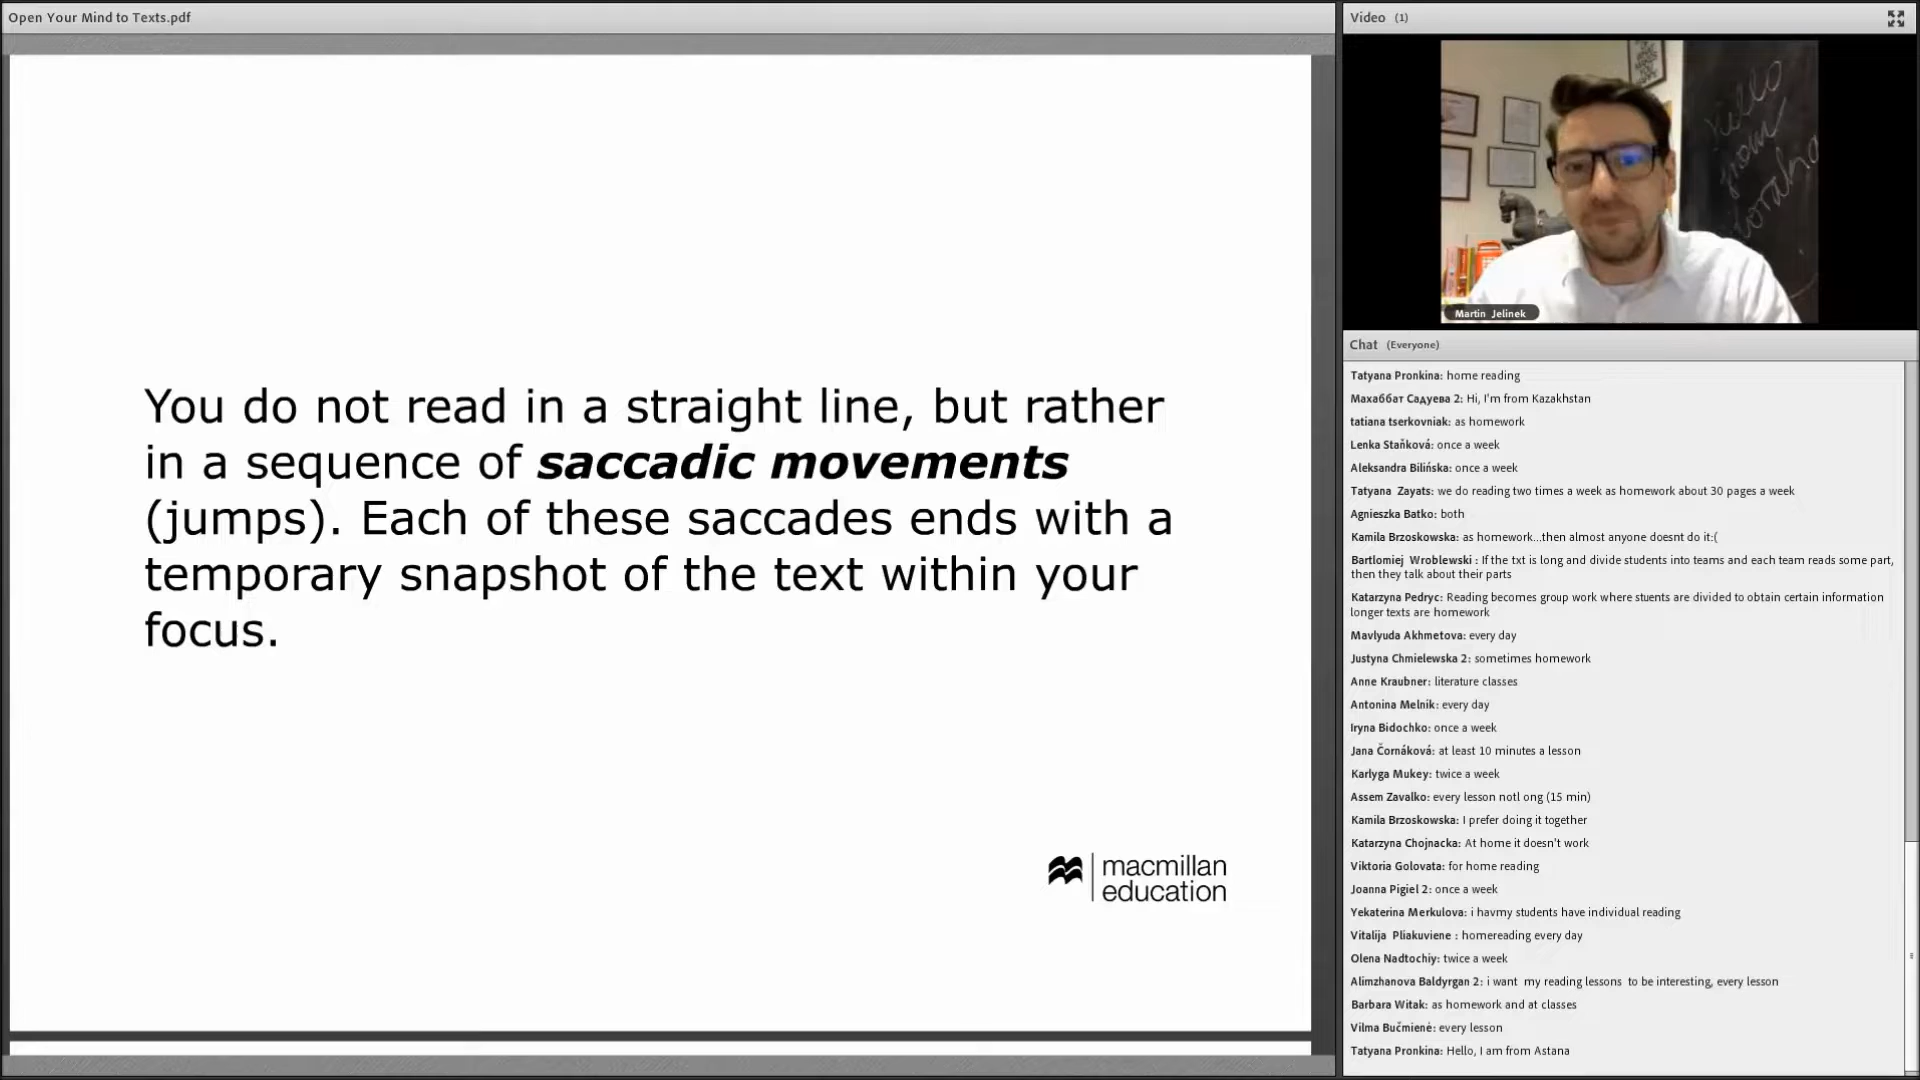 Open Your Mind to Texts.pdf
You do not read in a straight line, but rather
in a sequence of saccadic movements
(jumps). Each of these saccades ends with a
temporary snapshot of the text within your
focus.
macmillan
education
Video (1)
Hello
from
Martin Jelinek
Chat (Everyone)
Tatyana Pronkina: home reading
Махаббат Садуева 2: Hi, I'm from Kazakhstan
tatiana tserkovniak: as homework
Lenka Staňková: once a week
Aleksandra Bilińska: once a week
Tatyana Zayats: we do reading two times a week as homework about 30 pages a week
Agnieszka Batko: both
Kamila Brzoskowska: as homework...then almost anyone doesnt do it:(
Bartlomiej Wroblewski : If the txt is long and divide students into teams and each team reads some part,
then they talk about their parts
Katarzyna Pedryc: Reading becomes group work where stuents are divided to obtain certain information
longer texts are homework
Mavlyuda Akhmetova: every day
Justyna Chmielewska 2: sometimes homework
Anne Kraubner: literature classes
Antonina Melnik: every day
Iryna Bidochko: once a week
Jana Čornáková: at least 10 minutes a lesson
Karlyga Mukey: twice a week
Assem Zavalko: every lesson notl ong (15 min)
Kamila Brzoskowska: I prefer doing it together
Katarzyna Chojnacka: At home it doesn't work
Viktoria Golovata: for home reading
Joanna Pigiel 2: once a week
Yekaterina Merkulova: i havmy students have individual reading
Vitalija Pliakuviene : homereading every day
Olena Nadtochiy: twice a week
Alimzhanova Baldyrgan 2: i want my reading lessons to be interesting, every lesson
Barbara Witak: as homework and at classes
Vilma Bučmienė: every lesson
Tatyana Pronkina: Hello, I am from Astana